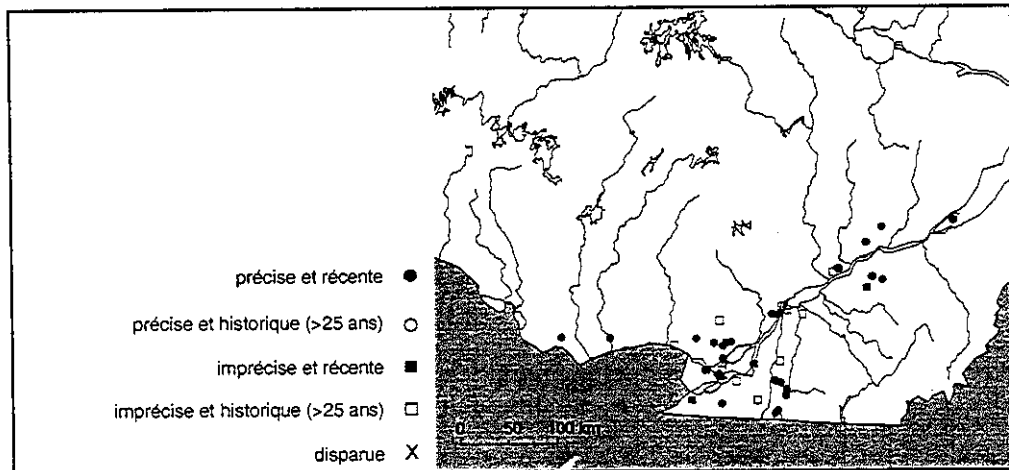 précise et récente ●
précise et historique (>25 ans) ○
imprécise et récente ■
imprécise et historique (>25 ans) □
disparue X
0 50 100 km